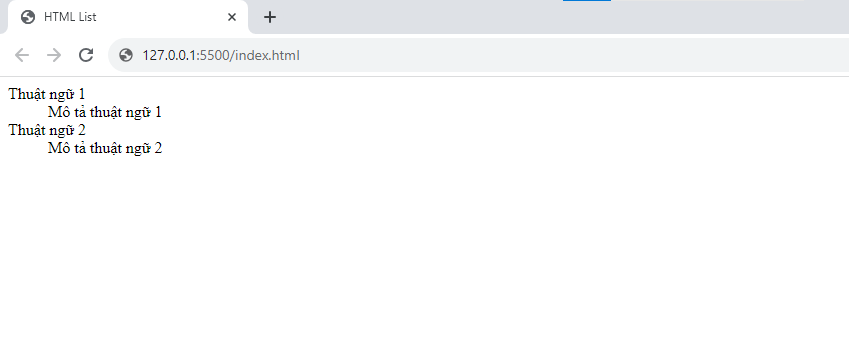 HTML List
127.0.0.1:5500/index.html
Thuật ngữ 1
Mô tả thuật ngữ 1
Thuật ngữ 2
Mô tả thuật ngữ 2